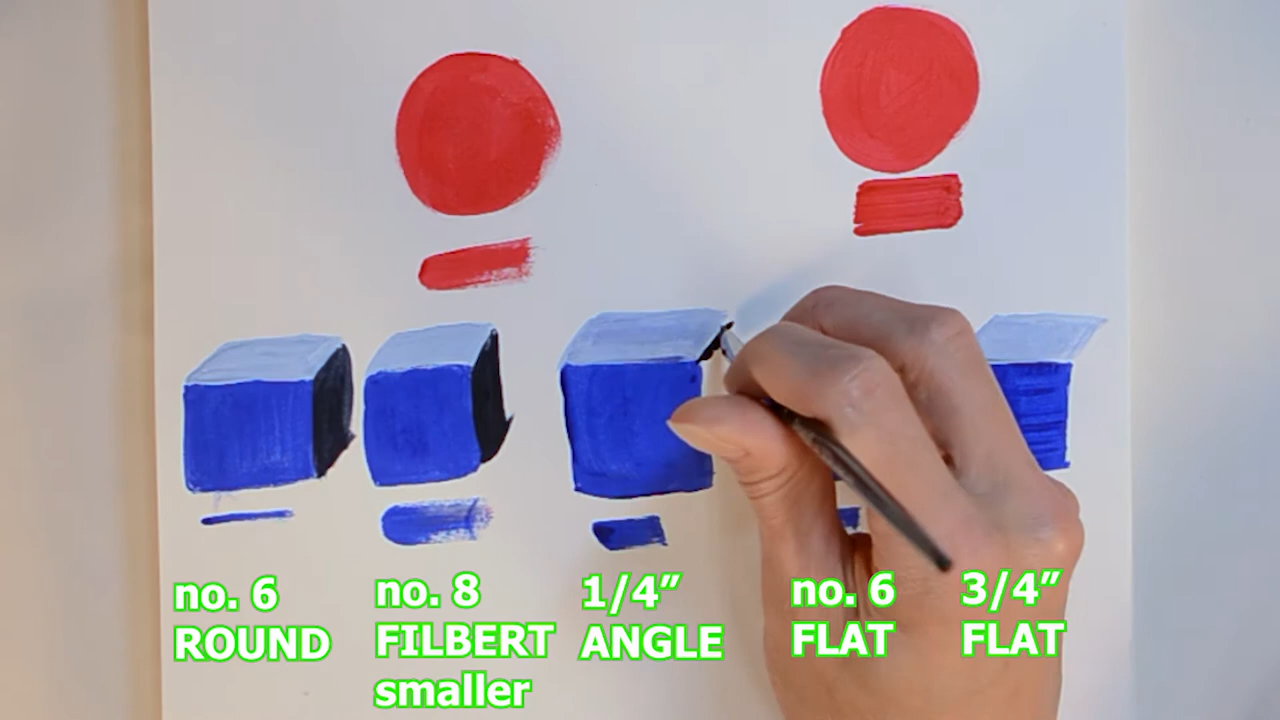 no. 6
ROUND
no. 8
FILBERT
smaller
1/4”
ANGLE
no. 6
FLAT
3/4”
FLAT